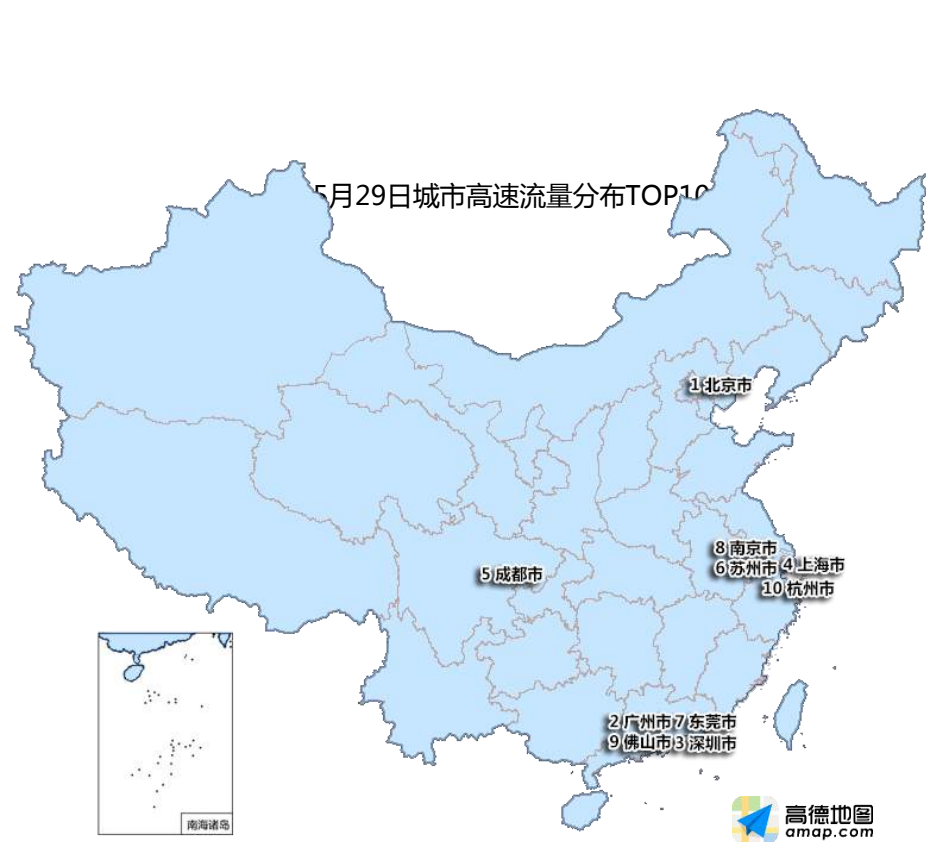 5月29日城市高速流量分布TOP10
1 北京市
8 南京市
6 苏州市
4 上海市
10 杭州市
5 成都市
2 广州市
7 东莞市
9 佛山市
3 深圳市
南海诸岛
高德地图
amap.com